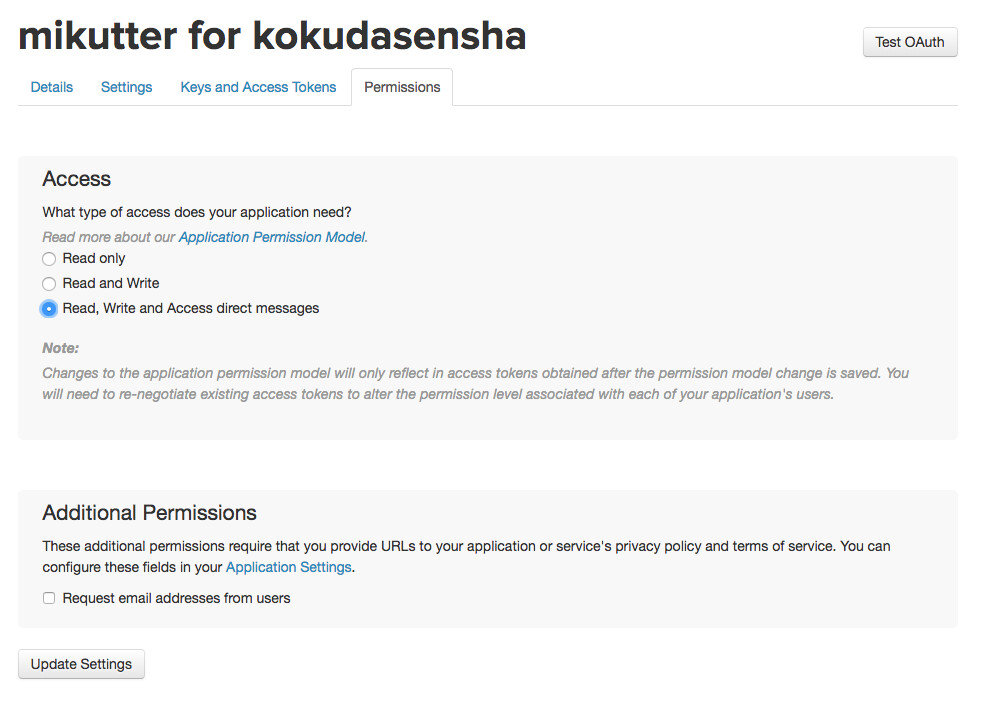 mikutter for kokudasensha
Test OAuth
Details
Settings
Keys and Access Tokens
Permissions
Access
What type of access does your application need?
Read more about our Application Permission Model.
Read only
Read and Write
Read, Write and Access direct messages
Note:
Changes to the application permission model will only reflect in access tokens obtained after the permission model change is saved. You
will need to re-negotiate existing access tokens to alter the permission level associated with each of your application's users.
Additional Permissions
These additional permissions require that you provide URLs to your application or service's privacy policy and terms of service. You can
configure these fields in your Application Settings.
Request email addresses from users
Update Settings